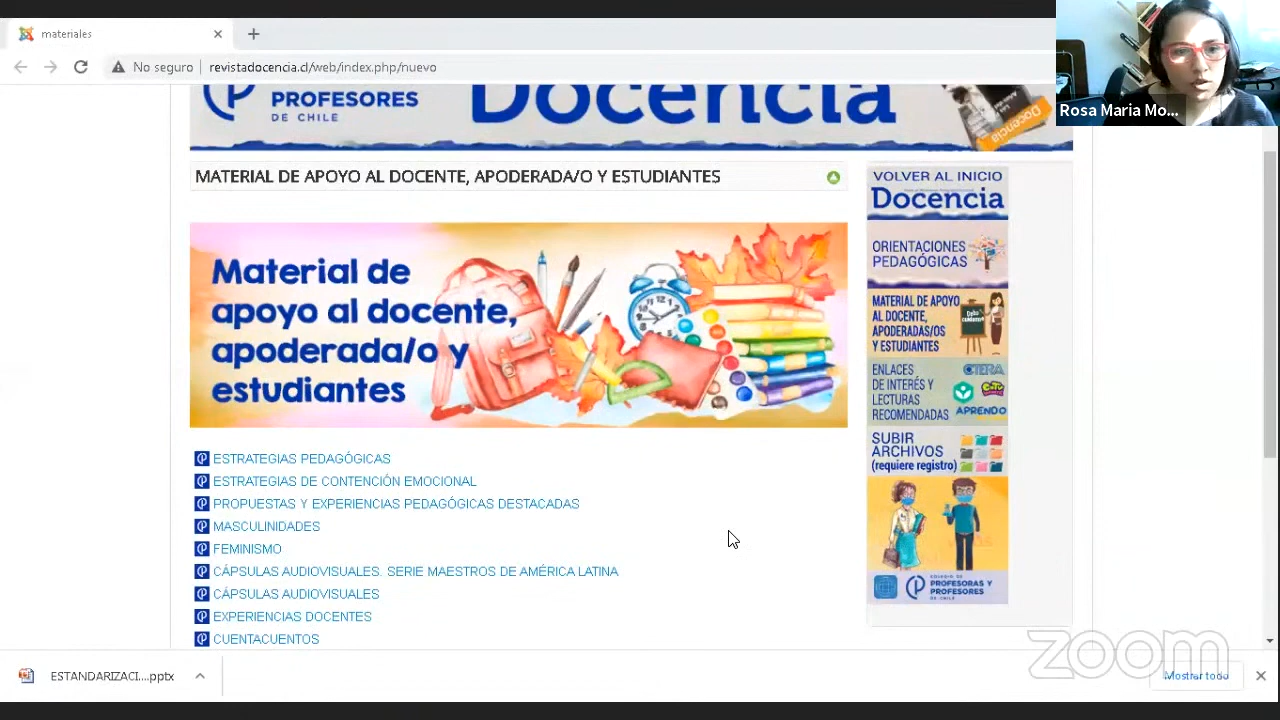 materiales
No seguro
revistadocencia.cl/web/index.php/nuevo
Rosa Maria Mo...
PROFESORES
DE CHILE
Docencia
Docencia
MATERIAL DE APOYO AL DOCENTE, APODERADA/O Y ESTUDIANTES
Material de
apoyo al docente,
apoderada/o y
estudiantes
ESTRATEGIAS PEDAGÓGICAS
ESTRATEGIAS DE CONTENCIÓN EMOCIONAL
PROPUESTAS Y EXPERIENCIAS PEDAGÓGICAS DESTACADAS
MASCULINIDADES
FEMINISMO
CÁPSULAS AUDIOVISUALES. SERIE MAESTROS DE AMÉRICA LATINA
CÁPSULAS AUDIOVISUALES
EXPERIENCIAS DOCENTES
CUENTACUENTOS
VOLVER AL INICIO
Docencia
ORIENTACIONES
PEDAGÓGICAS
MATERIAL DE APOYO
AL DOCENTE,
APODERADAS/OS
Y ESTUDIANTES
ENLACES
DE INTERÉS Y
LECTURAS
RECOMENDADAS
CTERA
APRENDO
SUBIR
ARCHIVOS
(requiere registro)
COLEGIO DE
PROFESORAS Y
PROFESORES
DE CHILE
zoom
ESTANDARIZACI....pptx
Mostrar todo